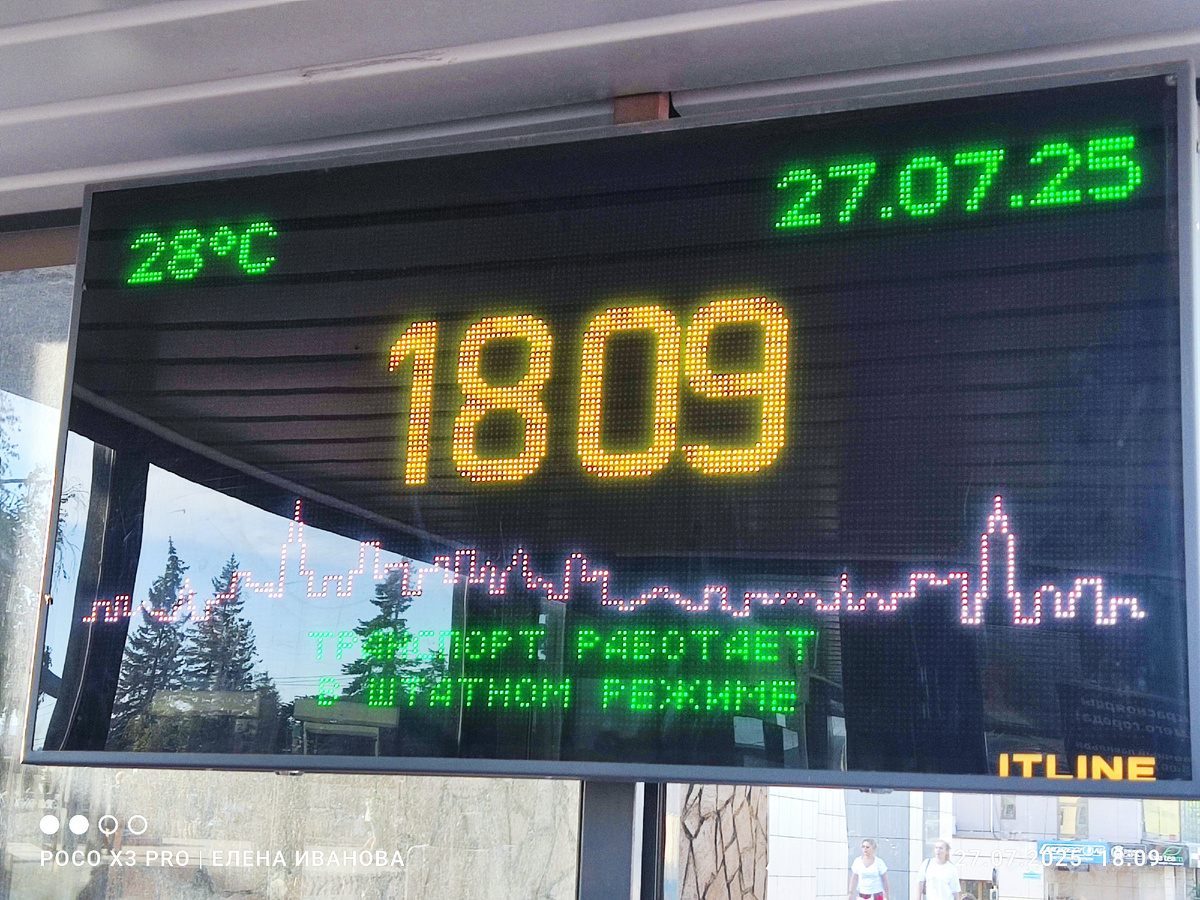 28°C
27.07.25
1809
ТРАНСПОРТ РАБОТАЕТ
В ШТАТНОМ РЕЖИМЕ
ITLINE
POCO X3 PRO | ЕЛЕНА ИВАНОВА
27-07-2025 18:09